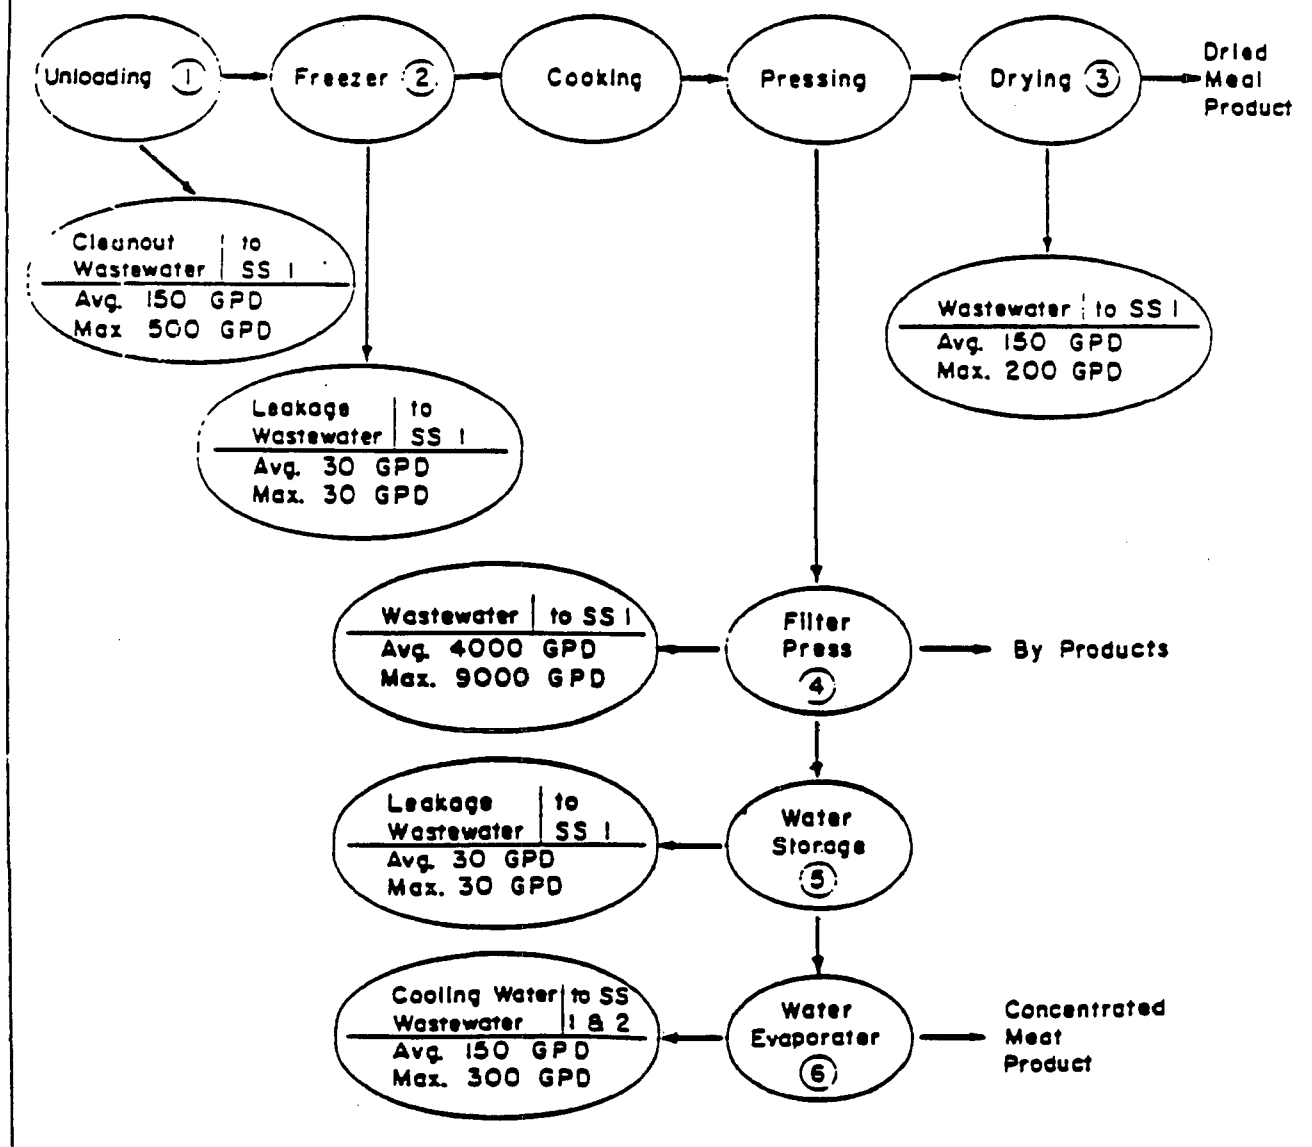 Unloading 1
Freezer 2
Cooking
Pressing
Drying 3
Dried
Meal
Product
Cleanout to
Wastewater SS 1
Avg. 150 GPD
Max 500 GPD
Leakage to
Wastewater SS 1
Avg. 30 GPD
Max. 30 GPD
Wastewater to SS 1
Avg. 150 GPD
Max. 200 GPD
Wastewater to SS 1
Avg. 4000 GPD
Max. 9000 GPD
Filter
Press
4
By Products
Leakage to
Wastewater SS 1
Avg. 30 GPD
Max. 30 GPD
Water
Storage
5
Cooling Water to SS
Wastewater 1 & 2
Avg. 150 GPD
Max. 300 GPD
Water
Evaporater
6
Concentrated
Meat
Product